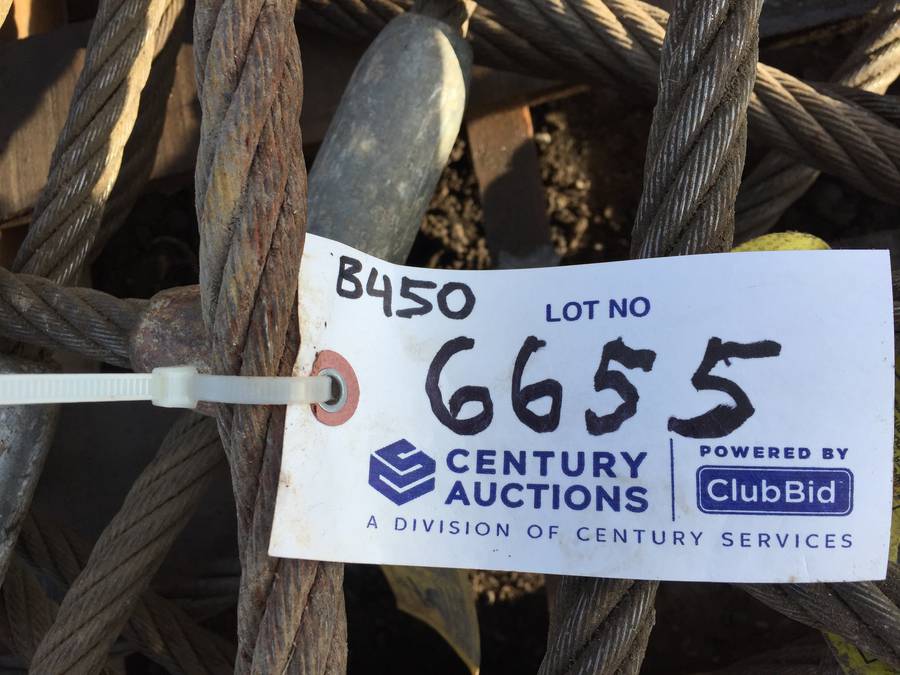 B450
LOT NO
6655
CENTURY
AUCTIONS
POWERED BY
ClubBid
A DIVISION OF CENTURY SERVICES